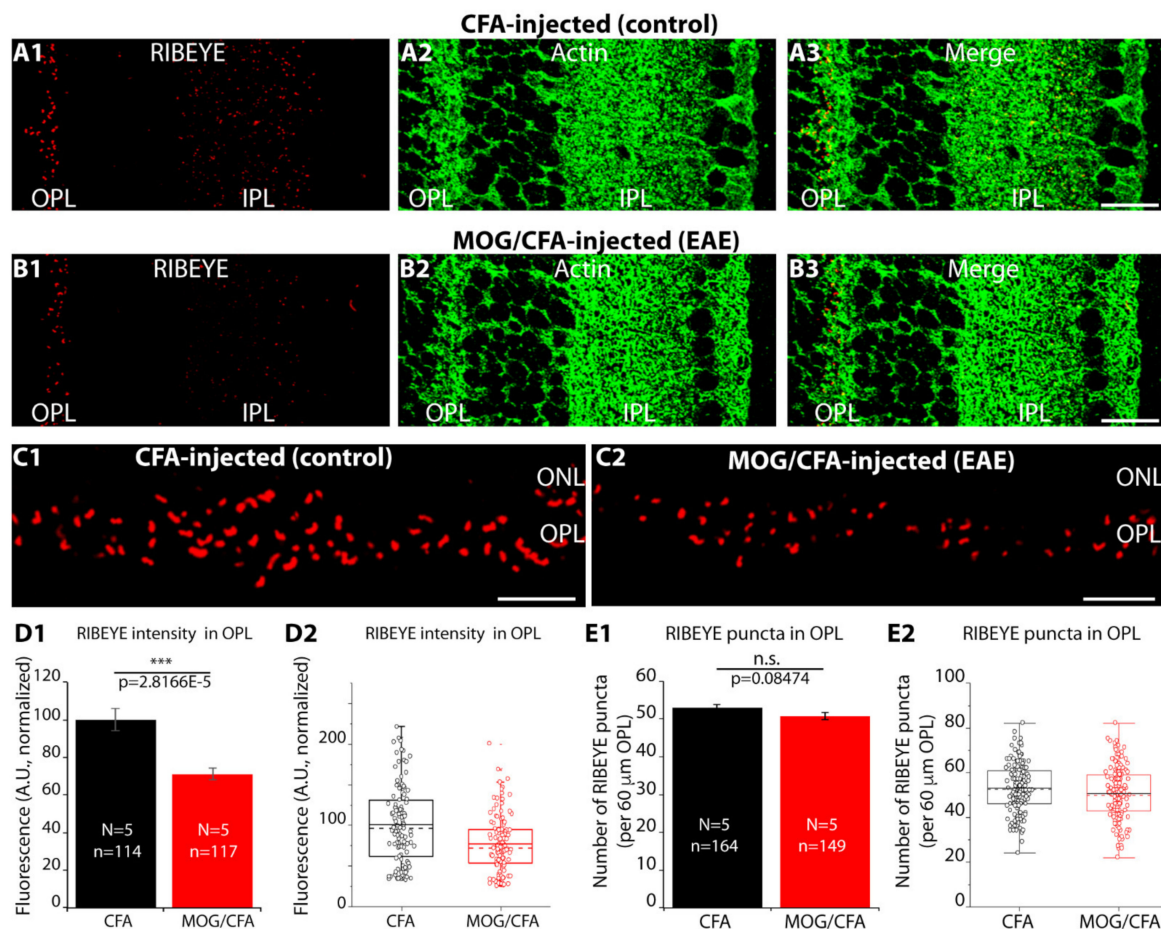 CFA-injected (control)
A1 RIBEYE A2 Actin A3 Merge
OPL IPL OPL IPL OPL IPL
MOG/CFA-injected (EAE)
B1 RIBEYE B2 Actin B3 Merge
OPL IPL OPL IPL OPL IPL
C1 CFA-injected (control) ONL
OPL
C2 MOG/CFA-injected (EAE) ONL
OPL
D1 RIBEYE intensity in OPL
***
p=2.8166E-5
Fluorescence (A.U., normalized)
120
100
80
60
40
20
0
N=5 N=5
n=114 n=117
CFA MOG/CFA
D2 RIBEYE intensity in OPL
Fluorescence (A.U., normalized)
200
150
100
50
0
CFA MOG/CFA
E1 RIBEYE puncta in OPL
n.s.
p=0.08474
Number of RIBEYE puncta
(per 60 µm OPL)
60
50
40
30
20
10
0
N=5 N=5
n=164 n=149
CFA MOG/CFA
E2 RIBEYE puncta in OPL
Number of RIBEYE puncta
(per 60 µm OPL)
100
80
60
40
20
0
CFA MOG/CFA